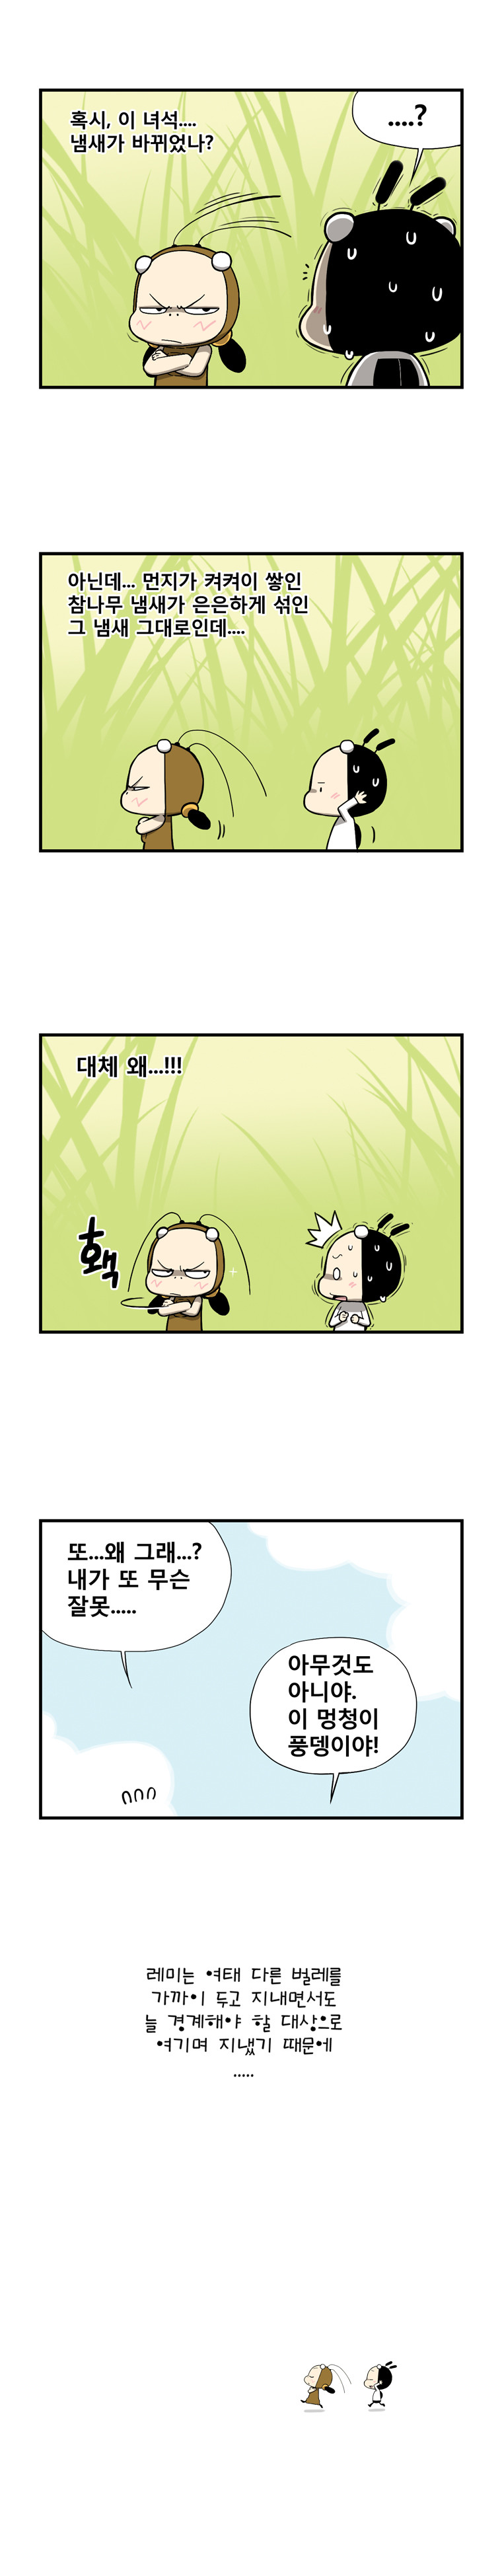 혹시, 이 녀석....
냄새가 바뀌었나?
....?
아닌데... 먼지가 켜켜이 쌓인
참나무 냄새가 은은하게 섞인
그 냄새 그대로인데....
대체 왜...!!!
홱
또...왜 그래...?
내가 또 무슨
잘못.....
아무것도
아니야.
이 멍청이
풍뎅이야!
레미는 여태 다른 벌레를
가까이 두고 지내면서도
늘 경계해야 할 대상으로
여기며 지냈기 때문에
.....